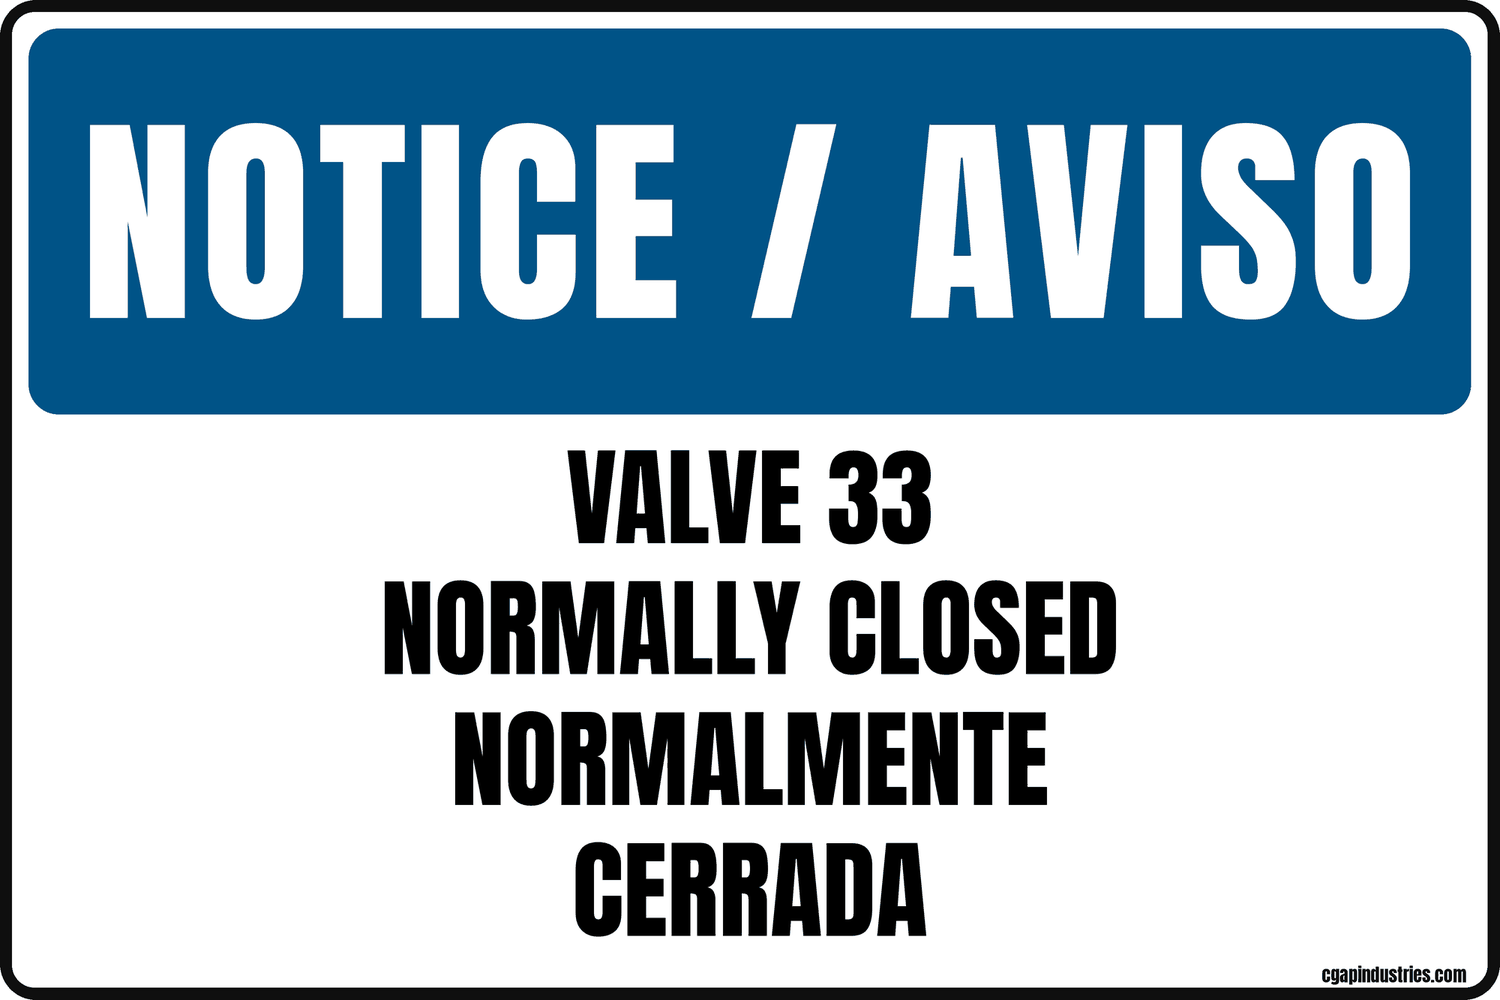 NOTICE / AVISO
VALVE 33
NORMALLY CLOSED
NORMALMENTE
CERRADA
cgapindustries.com